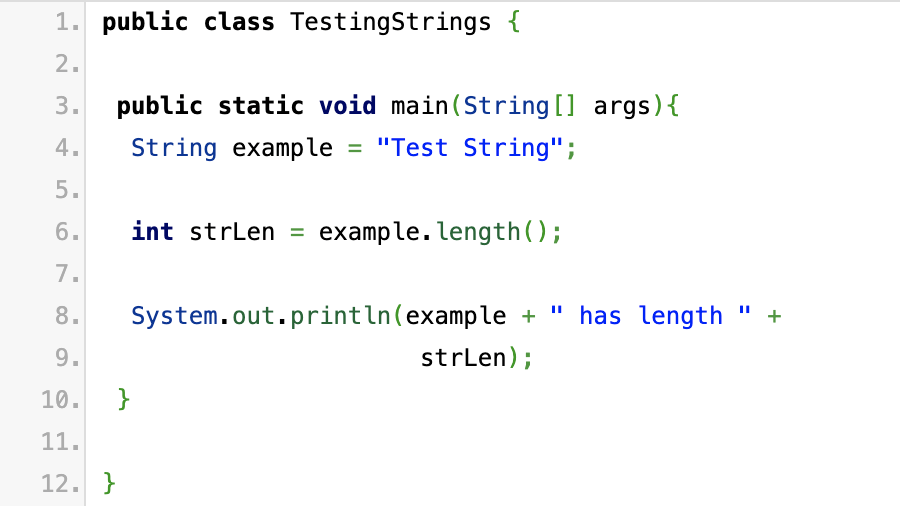 1. public class TestingStrings {
2.
3. public static void main(String[] args){
4. String example = "Test String";
5.
6. int strLen = example.length();
7.
8. System.out.println(example + " has length " +
9. strLen);
10. }
11.
12. }